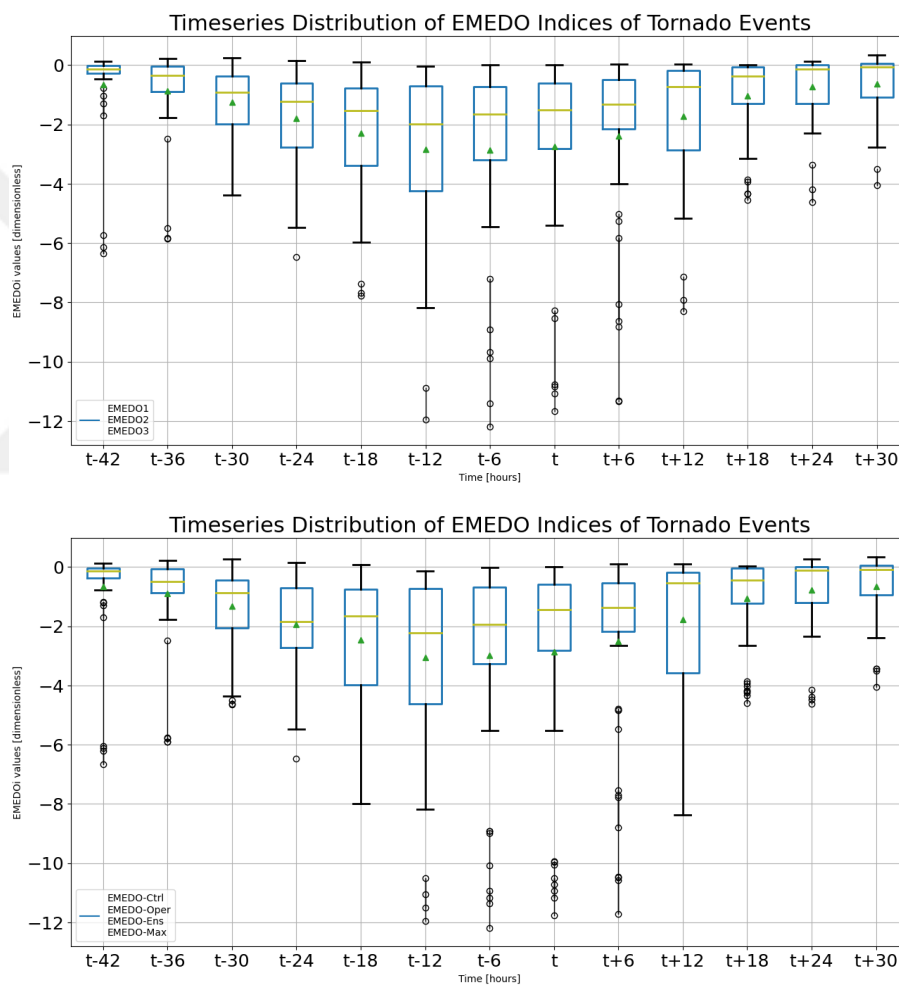 Timeseries Distribution of EMEDO Indices of Tornado Events
EMEDOi values [dimensionless]
0
−2
−4
−6
−8
−10
−12
EMEDO1
EMEDO2
EMEDO3
t-42 t-36 t-30 t-24 t-18 t-12 t-6 t t+6 t+12 t+18 t+24 t+30
Time [hours]
Timeseries Distribution of EMEDO Indices of Tornado Events
EMEDOi values [dimensionless]
0
−2
−4
−6
−8
−10
−12
EMEDO-Ctrl
EMEDO-Oper
EMEDO-Ens
EMEDO-Max
t-42 t-36 t-30 t-24 t-18 t-12 t-6 t t+6 t+12 t+18 t+24 t+30
Time [hours]